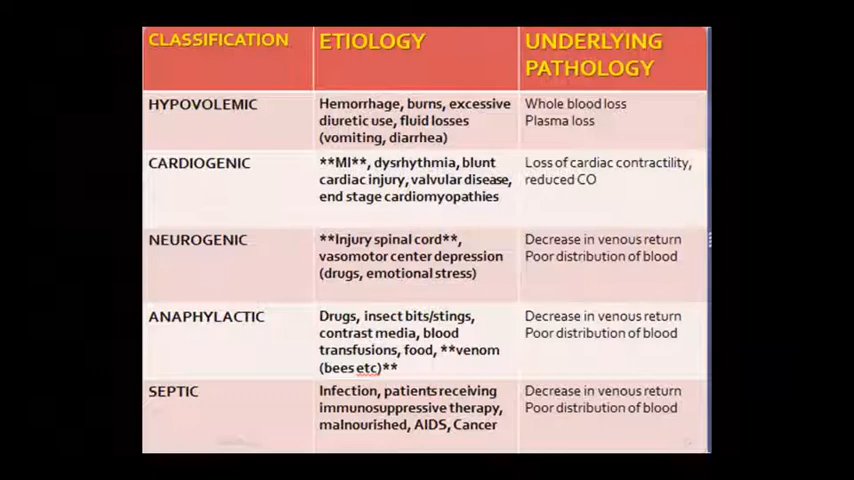 CLASSIFICATION
ETIOLOGY
UNDERLYING
PATHOLOGY
HYPOVOLEMIC
Hemorrhage, burns, excessive
diuretic use, fluid losses
(vomiting, diarrhea)
Whole blood loss
Plasma loss
CARDIOGENIC
**MI**, dysrhythmia, blunt
cardiac injury, valvular disease,
end stage cardiomyopathies
Loss of cardiac contractility,
reduced CO
NEUROGENIC
**Injury spinal cord**,
vasomotor center depression
(drugs, emotional stress)
Decrease in venous return
Poor distribution of blood
ANAPHYLACTIC
Drugs, insect bits/stings,
contrast media, blood
transfusions, food, **venom
(bees etc)**
Decrease in venous return
Poor distribution of blood
SEPTIC
Infection, patients receiving
immunosuppressive therapy,
malnourished, AIDS, Cancer
Decrease in venous return
Poor distribution of blood